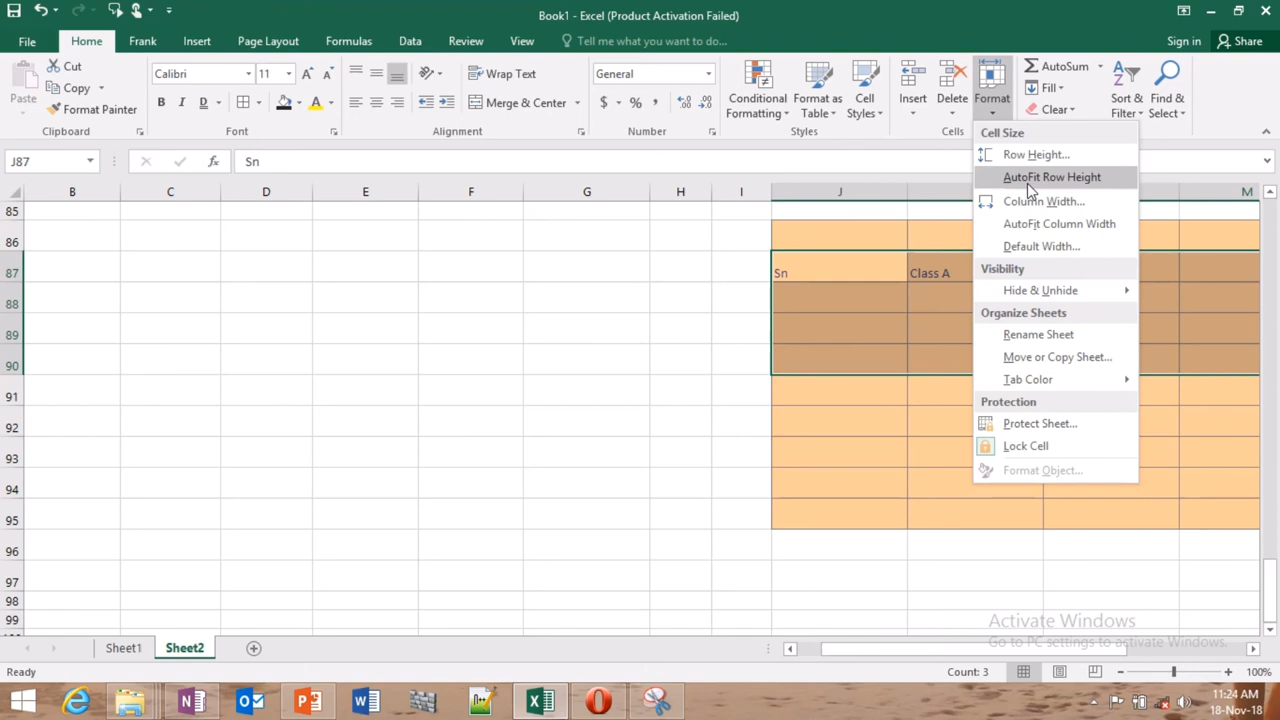 Book1 - Excel (Product Activation Failed)
File Home Frank Insert Page Layout Formulas Data Review View Tell me what you want to do... Sign in Share
Paste Cut Copy Format Painter Clipboard
Calibri 11 B I D A Font
Wrap Text Merge & Center Alignment
General $ % , Number
Conditional Formatting Format as Table Cell Styles Styles
Insert Delete Format Cells
AutoSum Fill Clear Sort & Filter Find & Select
J87 fx Sn
Cell Size
Row Height...
AutoFit Row Height
Column Width...
AutoFit Column Width
Default Width...
Visibility
Hide & Unhide
Organize Sheets
Rename Sheet
Move or Copy Sheet...
Tab Color
Protection
Protect Sheet...
Lock Cell
Format Object...
B C D E F G H I J M
85
86
87 Sn Class A
88
89
90
91
92
93
94
95
96
97
98
99
Activate Windows
Go to PC settings to activate Windows.
Sheet1 Sheet2
Ready Count: 3 100%
11:24 AM
18-Nov-18